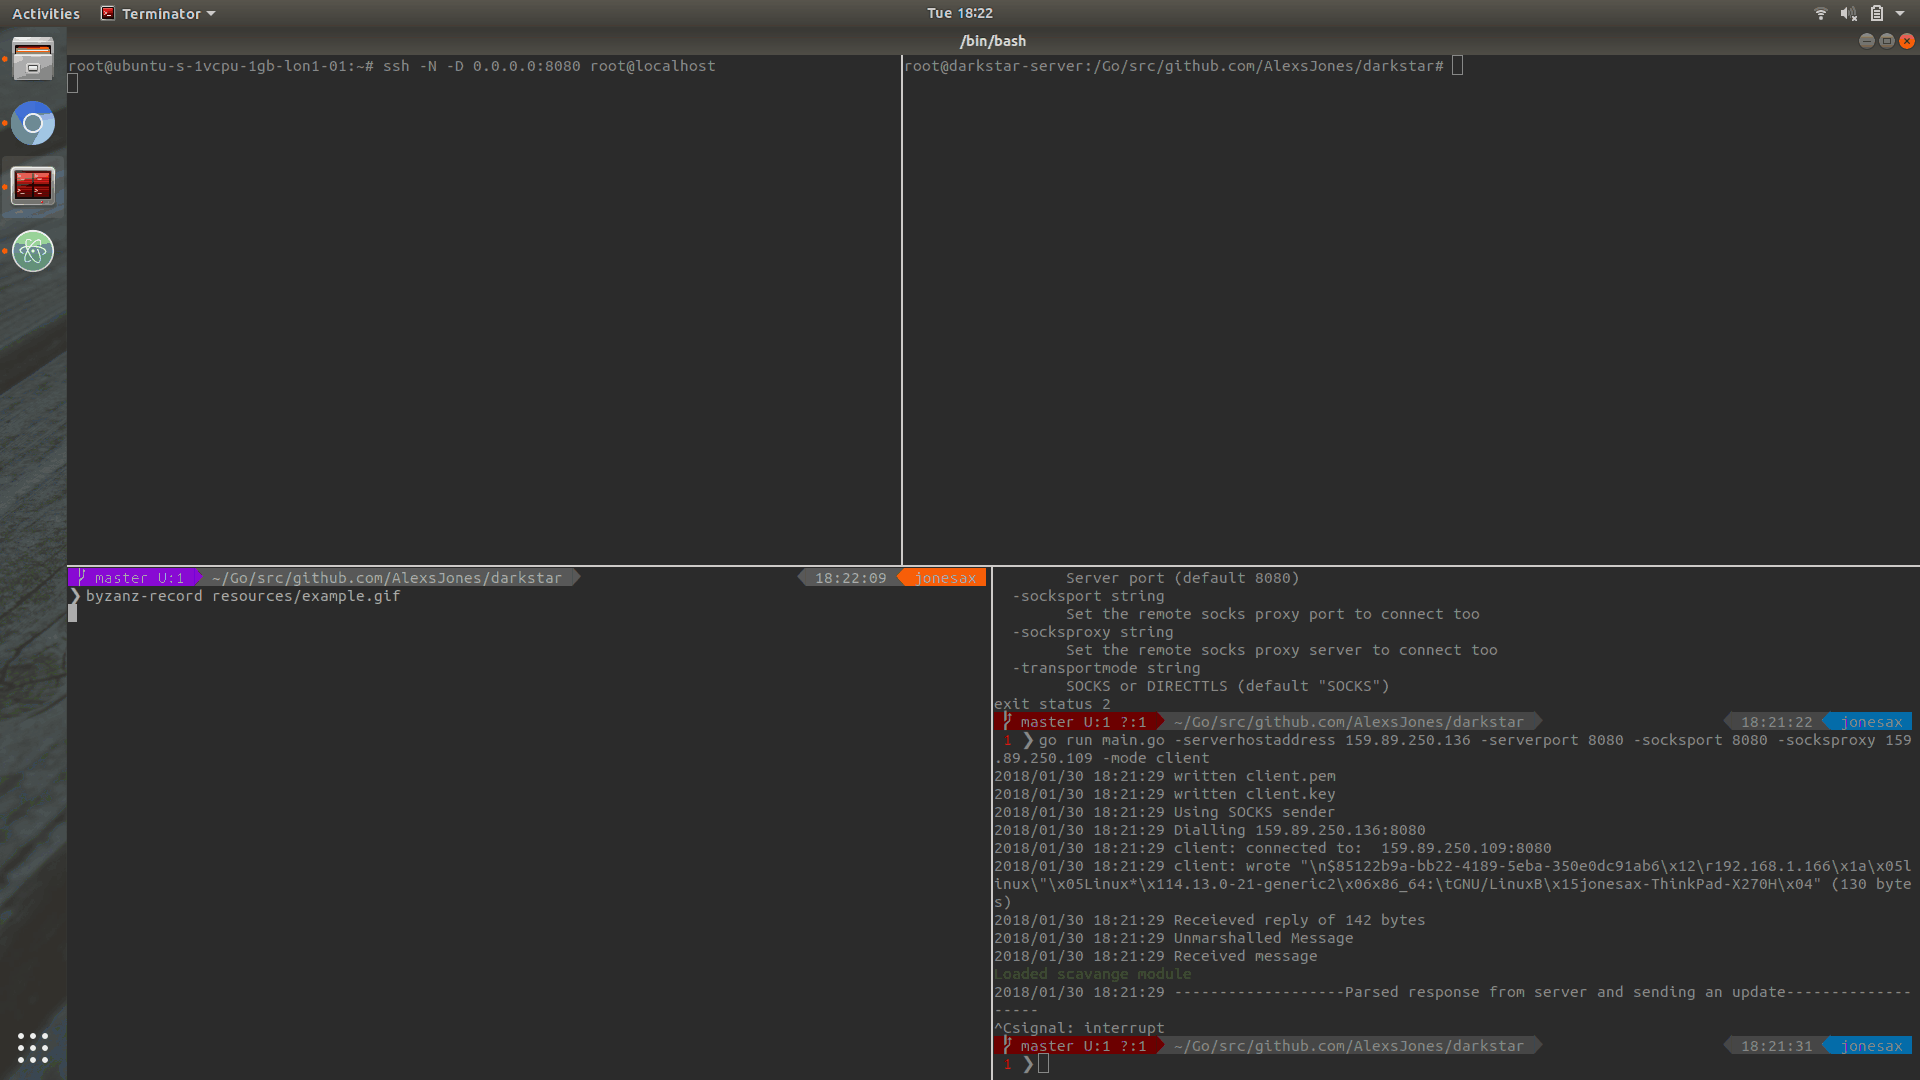 Activities
Terminator
Tue 18:22
/bin/bash
root@ubuntu-s-1vcpu-1gb-lon1-01:~# ssh -N -D 0.0.0.0:8080 root@localhost
root@darkstar-server:/Go/src/github.com/AlexsJones/darkstar#
master U:1 ~/Go/src/github.com/AlexsJones/darkstar 18:22:09 jonesax
❯ byzanz-record resources/example.gif
Server port (default 8080)
-socksport string
Set the remote socks proxy port to connect too
-socksproxy string
Set the remote socks proxy server to connect too
-transportmode string
SOCKS or DIRECTTLS (default "SOCKS")
exit status 2
master U:1 ?:1 ~/Go/src/github.com/AlexsJones/darkstar 18:21:22 jonesax
1 ❯ go run main.go -serverhostaddress 159.89.250.136 -serverport 8080 -socksport 8080 -socksproxy 159
.89.250.109 -mode client
2018/01/30 18:21:29 written client.pem
2018/01/30 18:21:29 written client.key
2018/01/30 18:21:29 Using SOCKS sender
2018/01/30 18:21:29 Dialling 159.89.250.136:8080
2018/01/30 18:21:29 client: connected to:  159.89.250.109:8080
2018/01/30 18:21:29 client: wrote "\n$85122b9a-bb22-4189-5eba-350e0dc91ab6\x12\r192.168.1.166\x1a\x05l
inux\"\x05Linux*\x114.13.0-21-generic2\x06x86_64:\tGNU/LinuxB\x15jonesax-ThinkPad-X270H\x04" (130 byte
s)
2018/01/30 18:21:29 Receieved reply of 142 bytes
2018/01/30 18:21:29 Unmarshalled Message
2018/01/30 18:21:29 Received message
Loaded scavange module
2018/01/30 18:21:29 -------------------Parsed response from server and sending an update--------------
-----
^Csignal: interrupt
master U:1 ?:1 ~/Go/src/github.com/AlexsJones/darkstar 18:21:31 jonesax
1 ❯